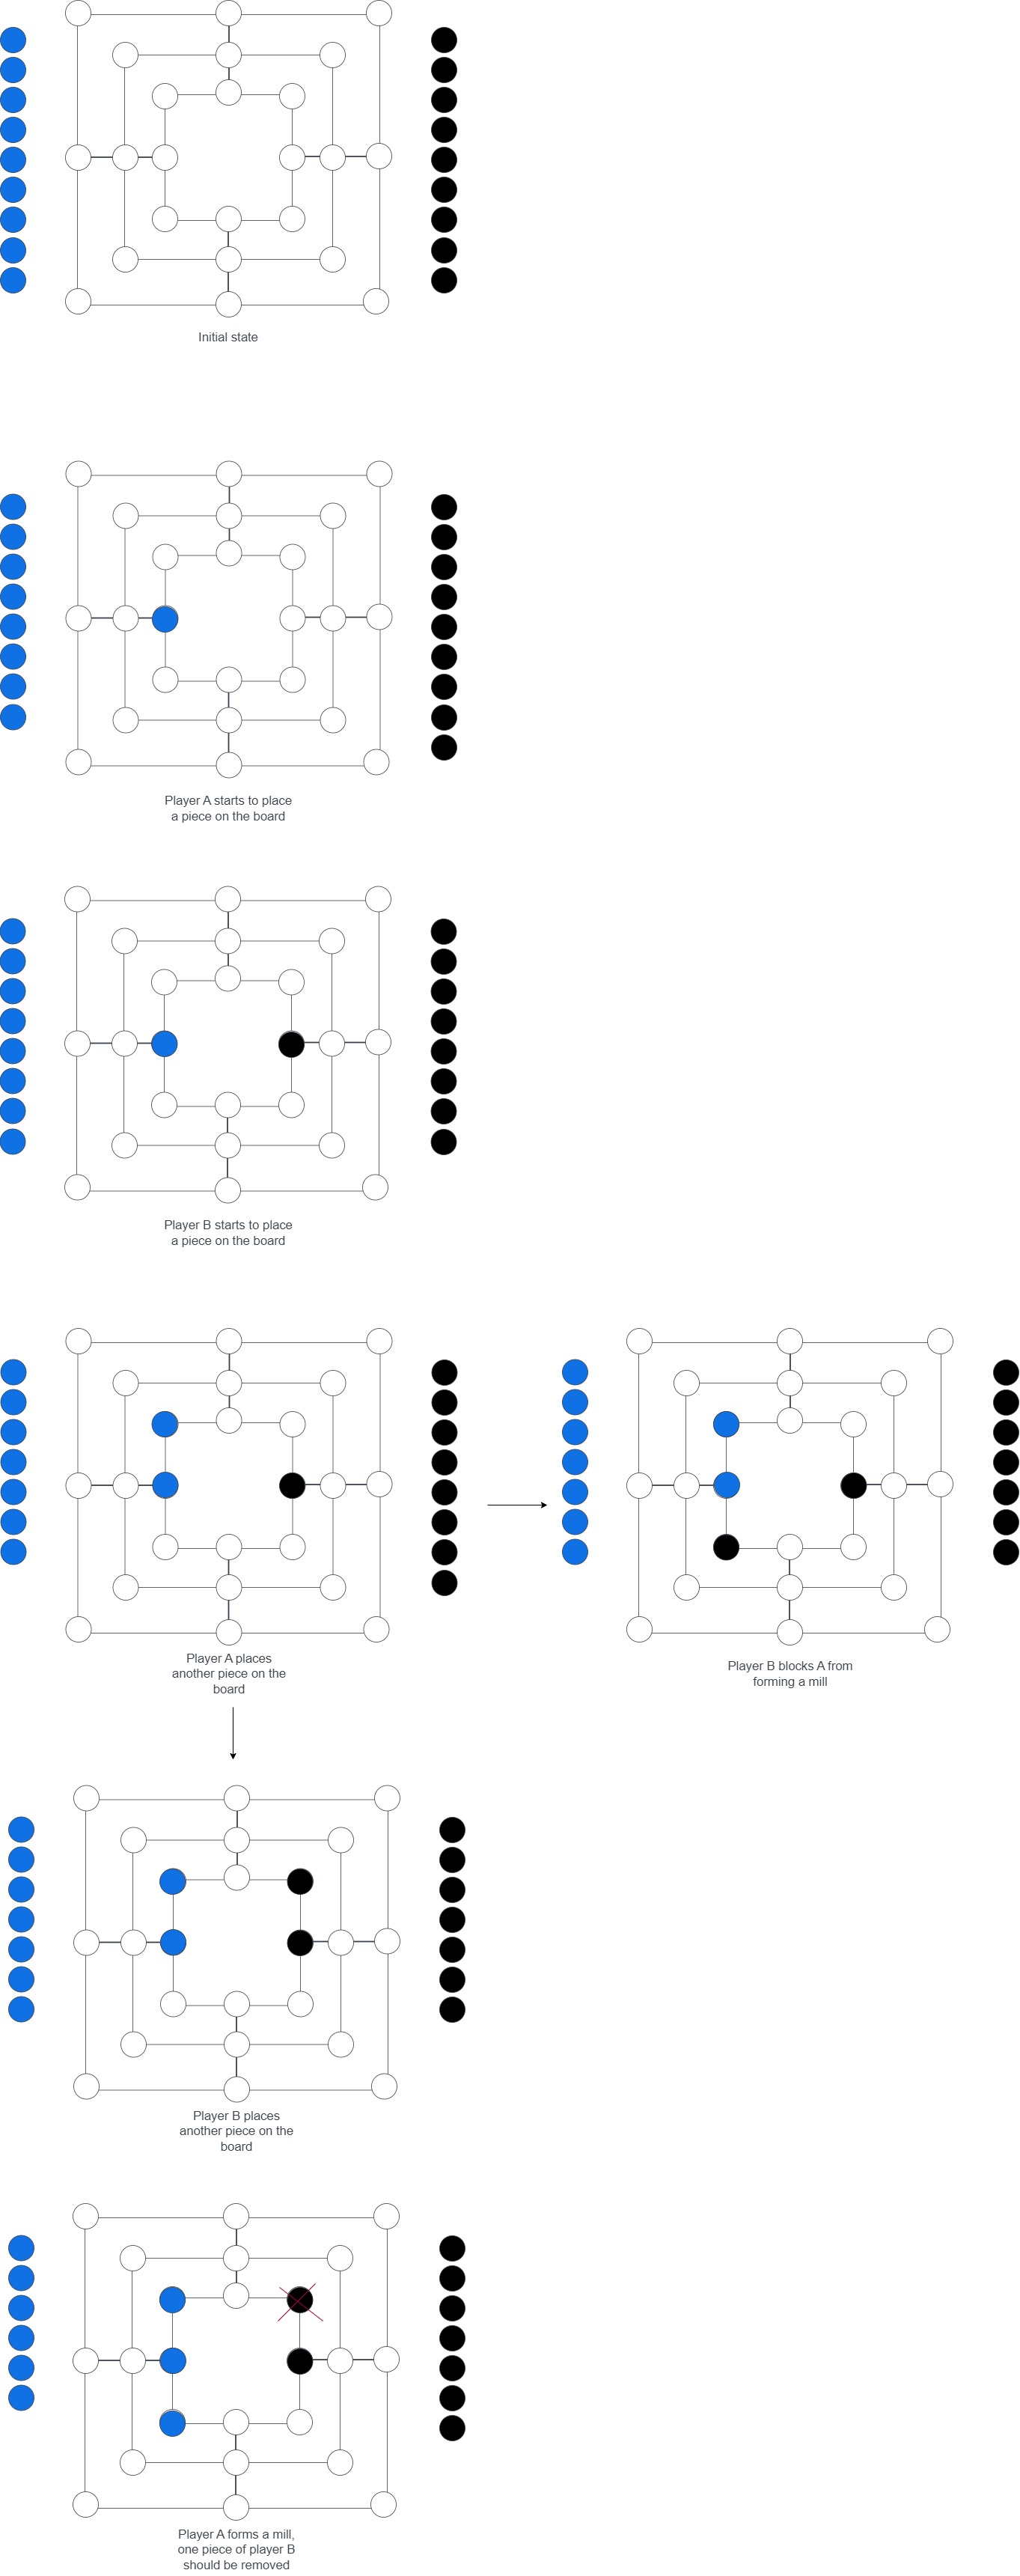 Initial state
Player A starts to place
a piece on the board
Player B starts to place
a piece on the board
Player A places
another piece on the
board
Player B blocks A from
forming a mill
Player B places
another piece on the
board
Player A forms a mill,
one piece of player B
should be removed